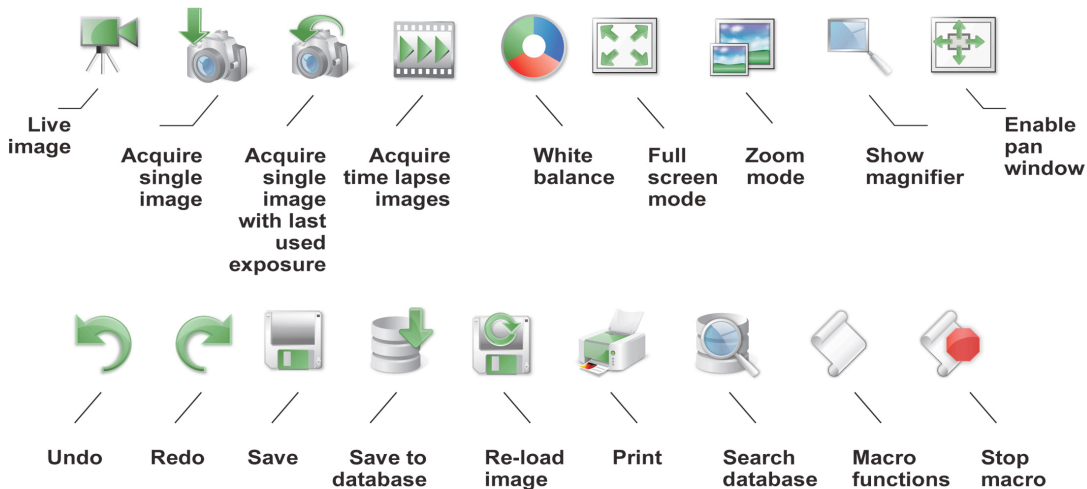 Live
image
Acquire
single
image
Acquire
single
image
with last
used
exposure
Acquire
time lapse
images
White
balance
Full
screen
mode
Zoom
mode
Show
magnifier
Enable
pan
window
Undo
Redo
Save
Save to
database
Re-load
image
Print
Search
database
Macro
functions
Stop
macro